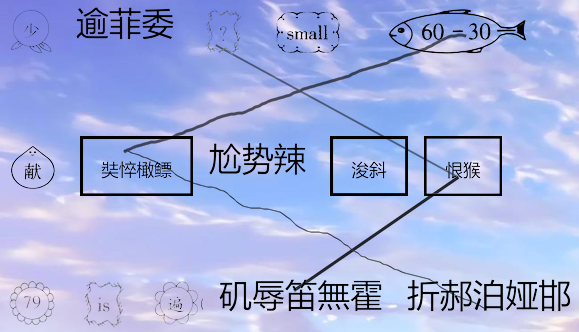 少 逾菲委 ? small 60 - 30
献 奘悴橄鳔 尬势辣 浚斜 恨猴
79 is 遍 矶辱笛無霍 折郝泊娅邯